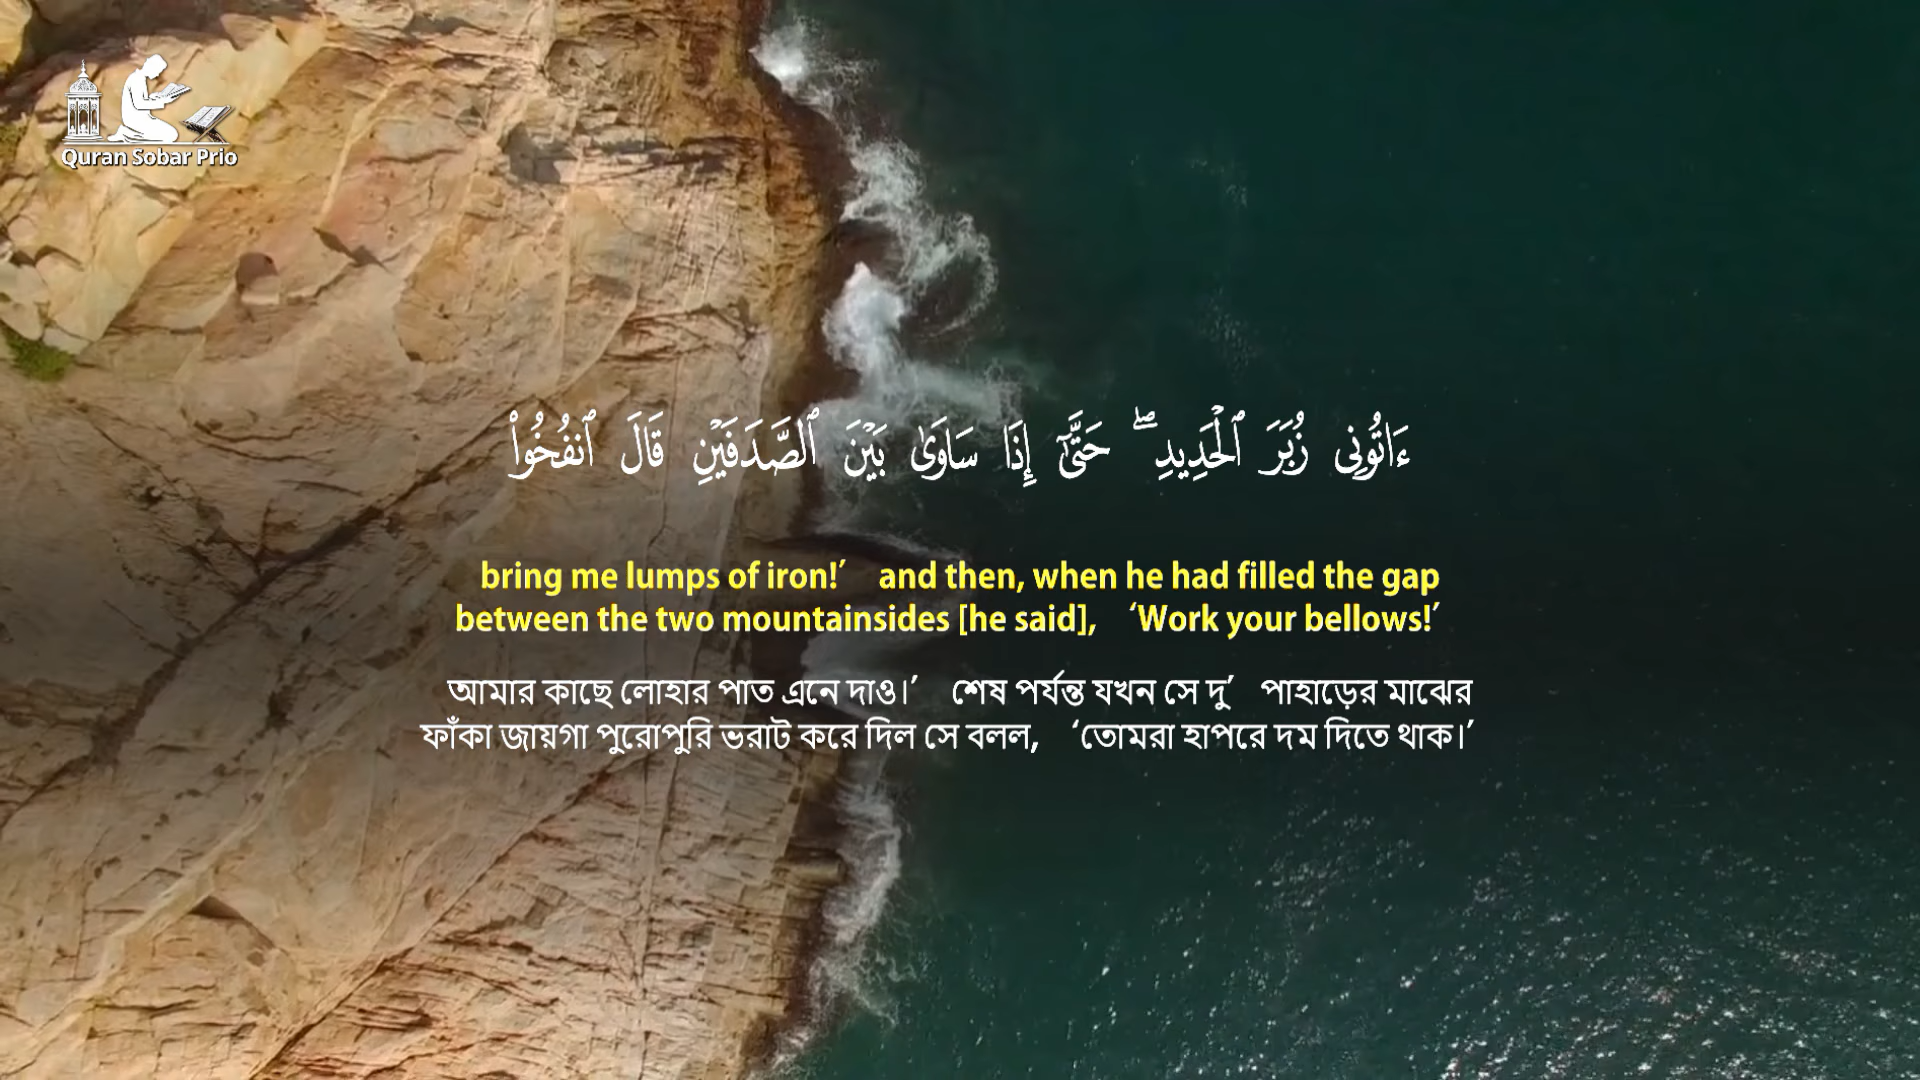 Quran Sobar Prio
ءَاتُونِى زُبَرَ ٱلْحَدِيدِ ۖ حَتَّىٰٓ إِذَا سَاوَىٰ بَيْنَ ٱلصَّدَفَيْنِ قَالَ ٱنفُخُوا۟
bring me lumps of iron!’ and then, when he had filled the gap
between the two mountainsides [he said], ‘Work your bellows!’
আমার কাছে লোহার পাত এনে দাও।’ শেষ পর্যন্ত যখন সে দু’ পাহাড়ের মাঝের
ফাঁকা জায়গা পুরোপুরি ভরাট করে দিল সে বলল, ‘তোমরা হাপরে দম দিতে থাক।’